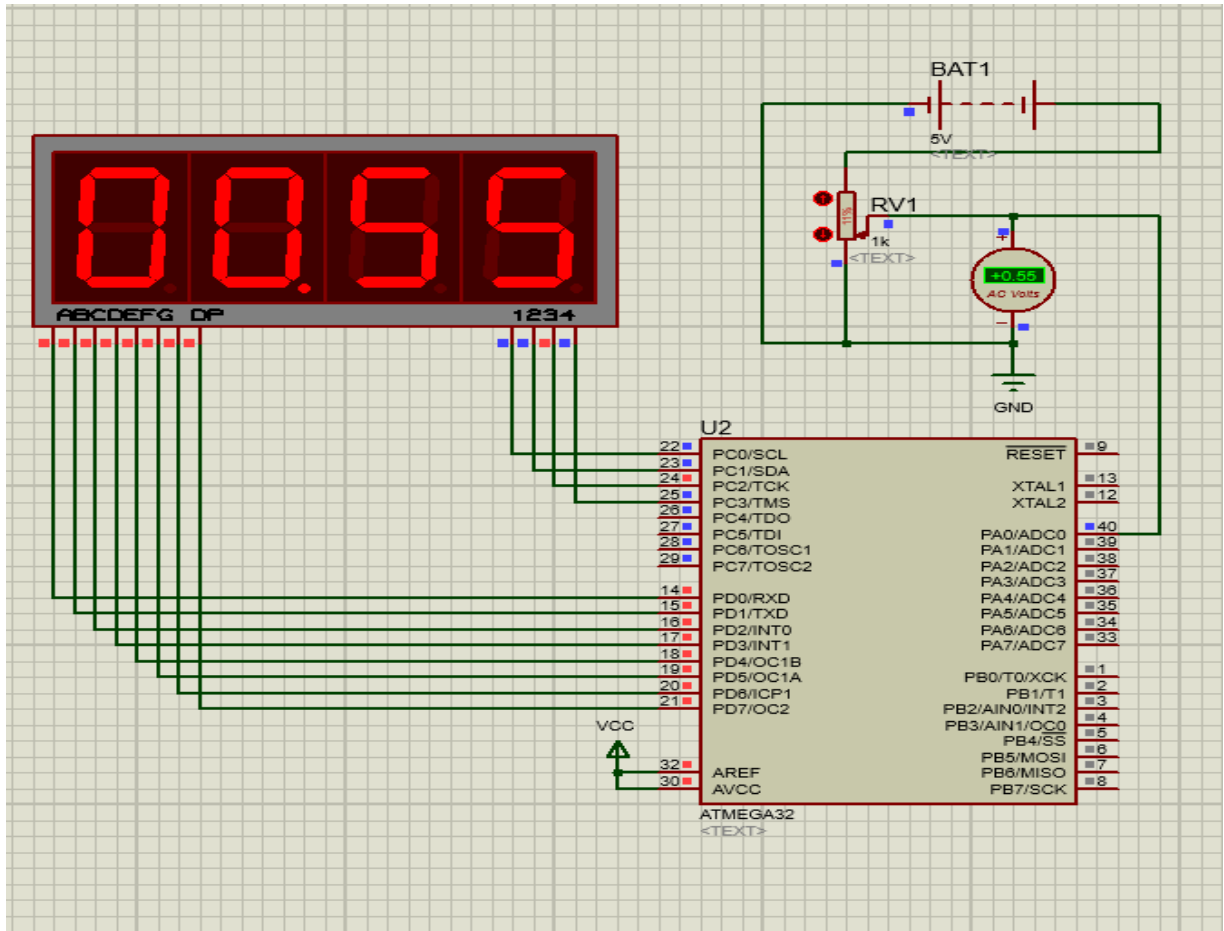 BAT1
5V
<TEXT>
00.55
RV1
11%
1k
<TEXT>
+0.55
AC Volts
ABCDEFG DP
1234
GND
U2
22
PC0/SCL
23
PC1/SDA
24
PC2/TCK
25
PC3/TMS
26
PC4/TDO
27
PC5/TDI
28
PC6/TOSC1
29
PC7/TOSC2
14
PD0/RXD
15
PD1/TXD
16
PD2/INT0
17
PD3/INT1
18
PD4/OC1B
19
PD5/OC1A
20
PD6/ICP1
21
PD7/OC2
VCC
32
AREF
30
AVCC
RESET
9
XTAL1
13
XTAL2
12
PA0/ADC0
40
PA1/ADC1
39
PA2/ADC2
38
PA3/ADC3
37
PA4/ADC4
36
PA5/ADC5
35
PA6/ADC6
34
PA7/ADC7
33
PB0/T0/XCK
1
PB1/T1
2
PB2/AIN0/INT2
3
PB3/AIN1/OC0
4
PB4/SS
5
PB5/MOSI
6
PB6/MISO
7
PB7/SCK
8
ATMEGA32
<TEXT>